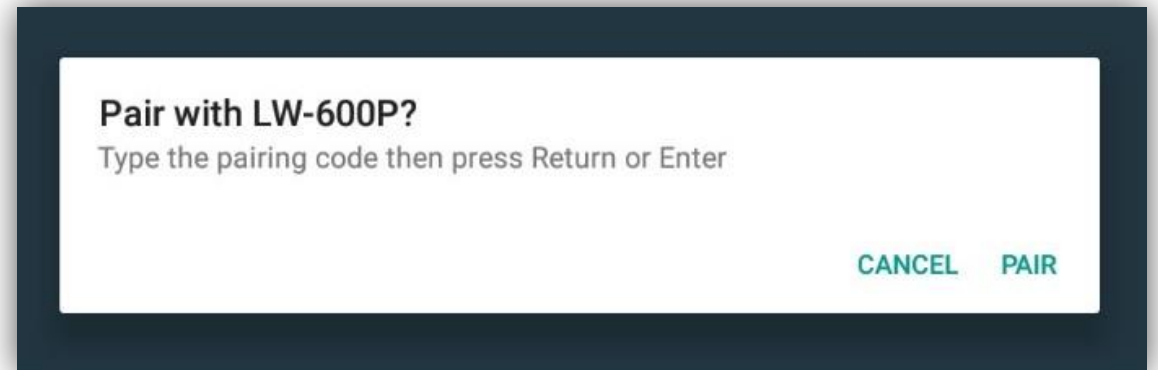 Pair with LW-600P?
Type the pairing code then press Return or Enter
CANCEL PAIR